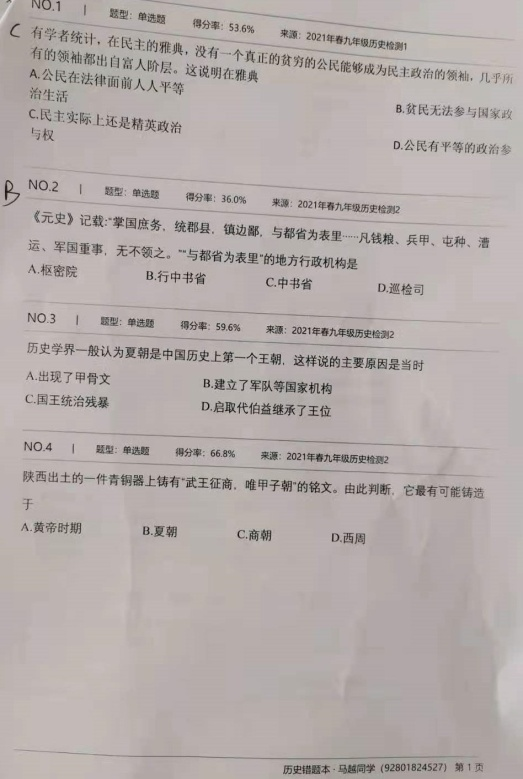 NO.1 | 题型：单选题 得分率：53.6% 来源：2021年春九年级历史检测1
C 有学者统计，在民主的雅典，没有一个真正的贫穷的公民能够成为民主政治的领袖，几乎所
有的领袖都出自富人阶层。这说明在雅典
A.公民在法律面前人人平等 B.贫民无法参与国家政
治生活
C.民主实际上还是精英政治 D.公民有平等的政治参
与权
B NO.2 | 题型：单选题 得分率：36.0% 来源：2021年春九年级历史检测2
《元史》记载:“掌国庶务，统郡县，镇边鄙，与都省为表里……凡钱粮、兵甲、屯种、漕
运、军国重事，无不领之。”“与都省为表里”的地方行政机构是
A.枢密院 B.行中书省 C.中书省 D.巡检司
NO.3 | 题型：单选题 得分率：59.6% 来源：2021年春九年级历史检测2
历史学界一般认为夏朝是中国历史上第一个王朝，这样说的主要原因是当时
A.出现了甲骨文 B.建立了军队等国家机构
C.国王统治残暴 D.启取代伯益继承了王位
NO.4 | 题型：单选题 得分率：66.8% 来源：2021年春九年级历史检测2
陕西出土的一件青铜器上铸有“武王征商，唯甲子朝”的铭文。由此判断，它最有可能铸造
于
A.黄帝时期 B.夏朝 C.商朝 D.西周
历史错题本 · 马越同学（92801824527） 第 1 页